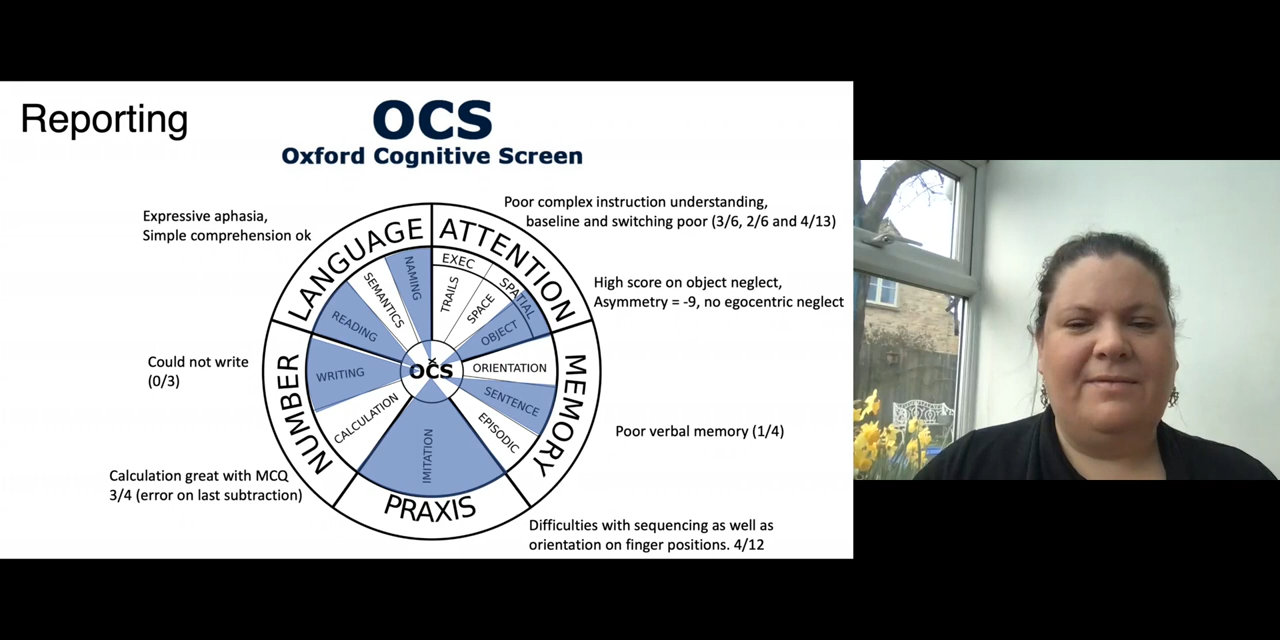 Reporting
OCS
Oxford Cognitive Screen
Expressive aphasia,
Simple comprehension ok
Poor complex instruction understanding,
baseline and switching poor (3/6, 2/6 and 4/13)
High score on object neglect,
Asymmetry = -9, no egocentric neglect
Could not write
(0/3)
Poor verbal memory (1/4)
Calculation great with MCQ
3/4 (error on last subtraction)
Difficulties with sequencing as well as
orientation on finger positions. 4/12
LANGUAGE
NAMING
SEMANTICS
READING
ATTENTION
EXEC
TRAILS
SPATIAL
SPACE
OBJECT
MEMORY
ORIENTATION
SENTENCE
EPISODIC
NUMBER
WRITING
CALCULATION
PRAXIS
IMITATION
OCS